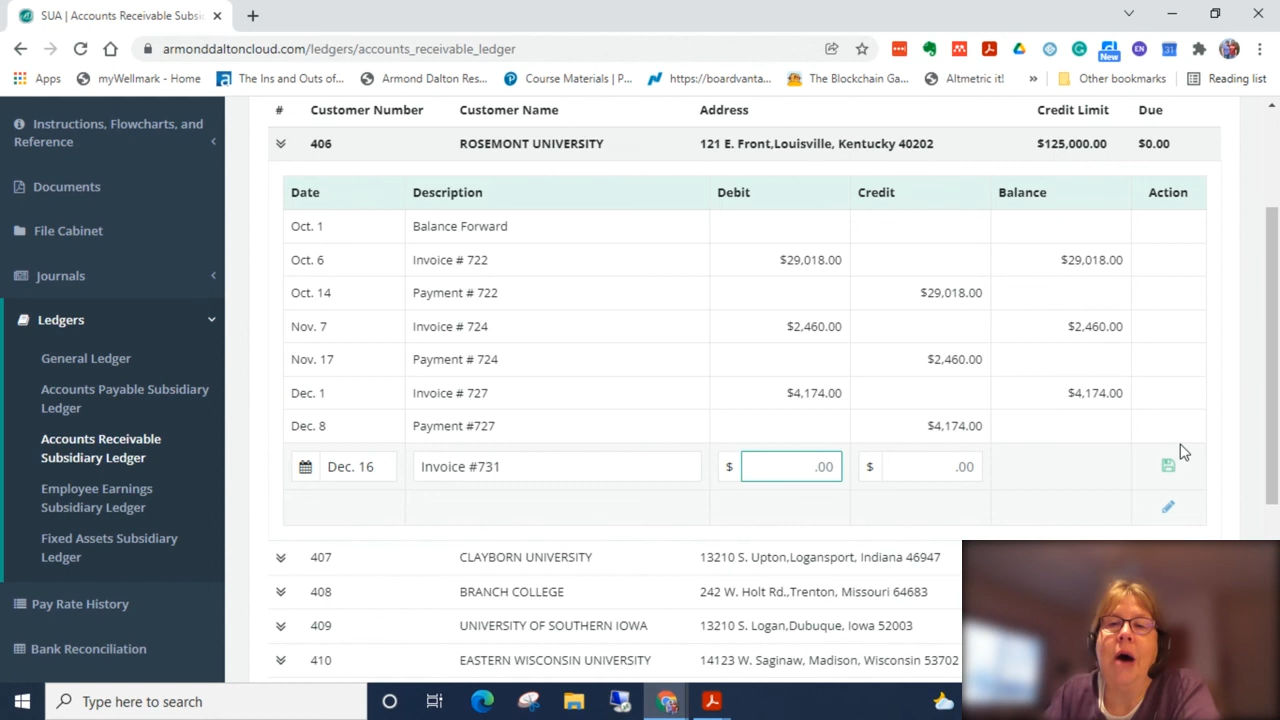 SUA | Accounts Receivable Subsi
armonddaltoncloud.com/ledgers/accounts_receivable_ledger
New
EN
31
Apps myWellmark - Home The Ins and Outs of... Armond Dalton Res... Course Materials | P... https://boardvanta... The Blockchain Ga... Altmetric it! » Other bookmarks Reading list
Instructions, Flowcharts, and
Reference
Documents
File Cabinet
Journals
Ledgers
General Ledger
Accounts Payable Subsidiary
Ledger
Accounts Receivable
Subsidiary Ledger
Employee Earnings
Subsidiary Ledger
Fixed Assets Subsidiary
Ledger
Pay Rate History
Bank Reconciliation
# Customer Number Customer Name Address Credit Limit Due
406 ROSEMONT UNIVERSITY 121 E. Front,Louisville, Kentucky 40202 $125,000.00 $0.00
Date Description Debit Credit Balance Action
Oct. 1 Balance Forward
Oct. 6 Invoice # 722 $29,018.00 $29,018.00
Oct. 14 Payment # 722 $29,018.00
Nov. 7 Invoice # 724 $2,460.00 $2,460.00
Nov. 17 Payment # 724 $2,460.00
Dec. 1 Invoice # 727 $4,174.00 $4,174.00
Dec. 8 Payment #727 $4,174.00
Dec. 16 Invoice #731 $ .00 $ .00
407 CLAYBORN UNIVERSITY 13210 S. Upton,Logansport, Indiana 46947
408 BRANCH COLLEGE 242 W. Holt Rd.,Trenton, Missouri 64683
409 UNIVERSITY OF SOUTHERN IOWA 13210 S. Logan,Dubuque, Iowa 52003
410 EASTERN WISCONSIN UNIVERSITY 14123 W. Saginaw, Madison, Wisconsin 53702
Type here to search